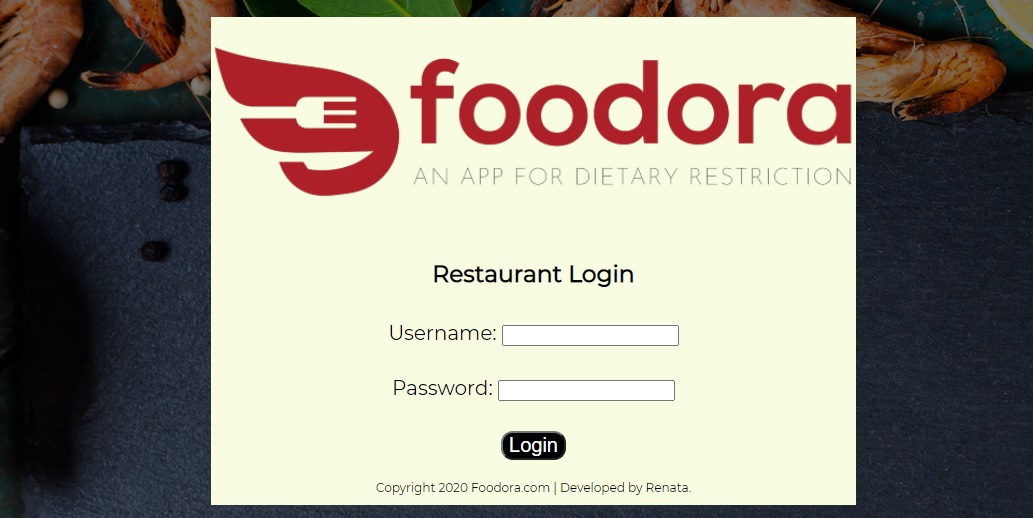 foodora
AN APP FOR DIETARY RESTRICTION
Restaurant Login
Username:
Password:
Login
Copyright 2020 Foodora.com | Developed by Renata.